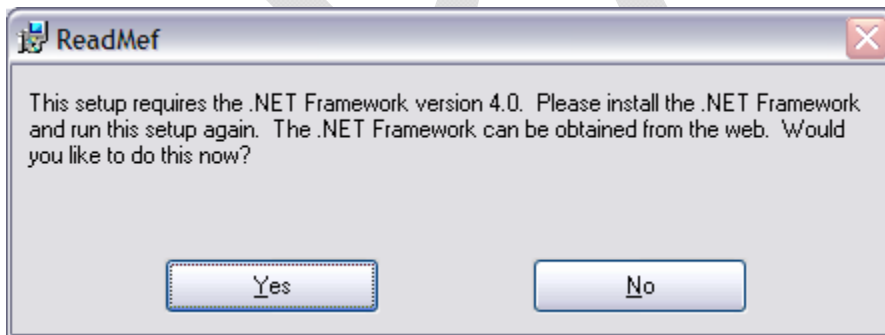 ReadMef
This setup requires the .NET Framework version 4.0.  Please install the .NET Framework
and run this setup again.  The .NET Framework can be obtained from the web.  Would
you like to do this now?
Yes
No